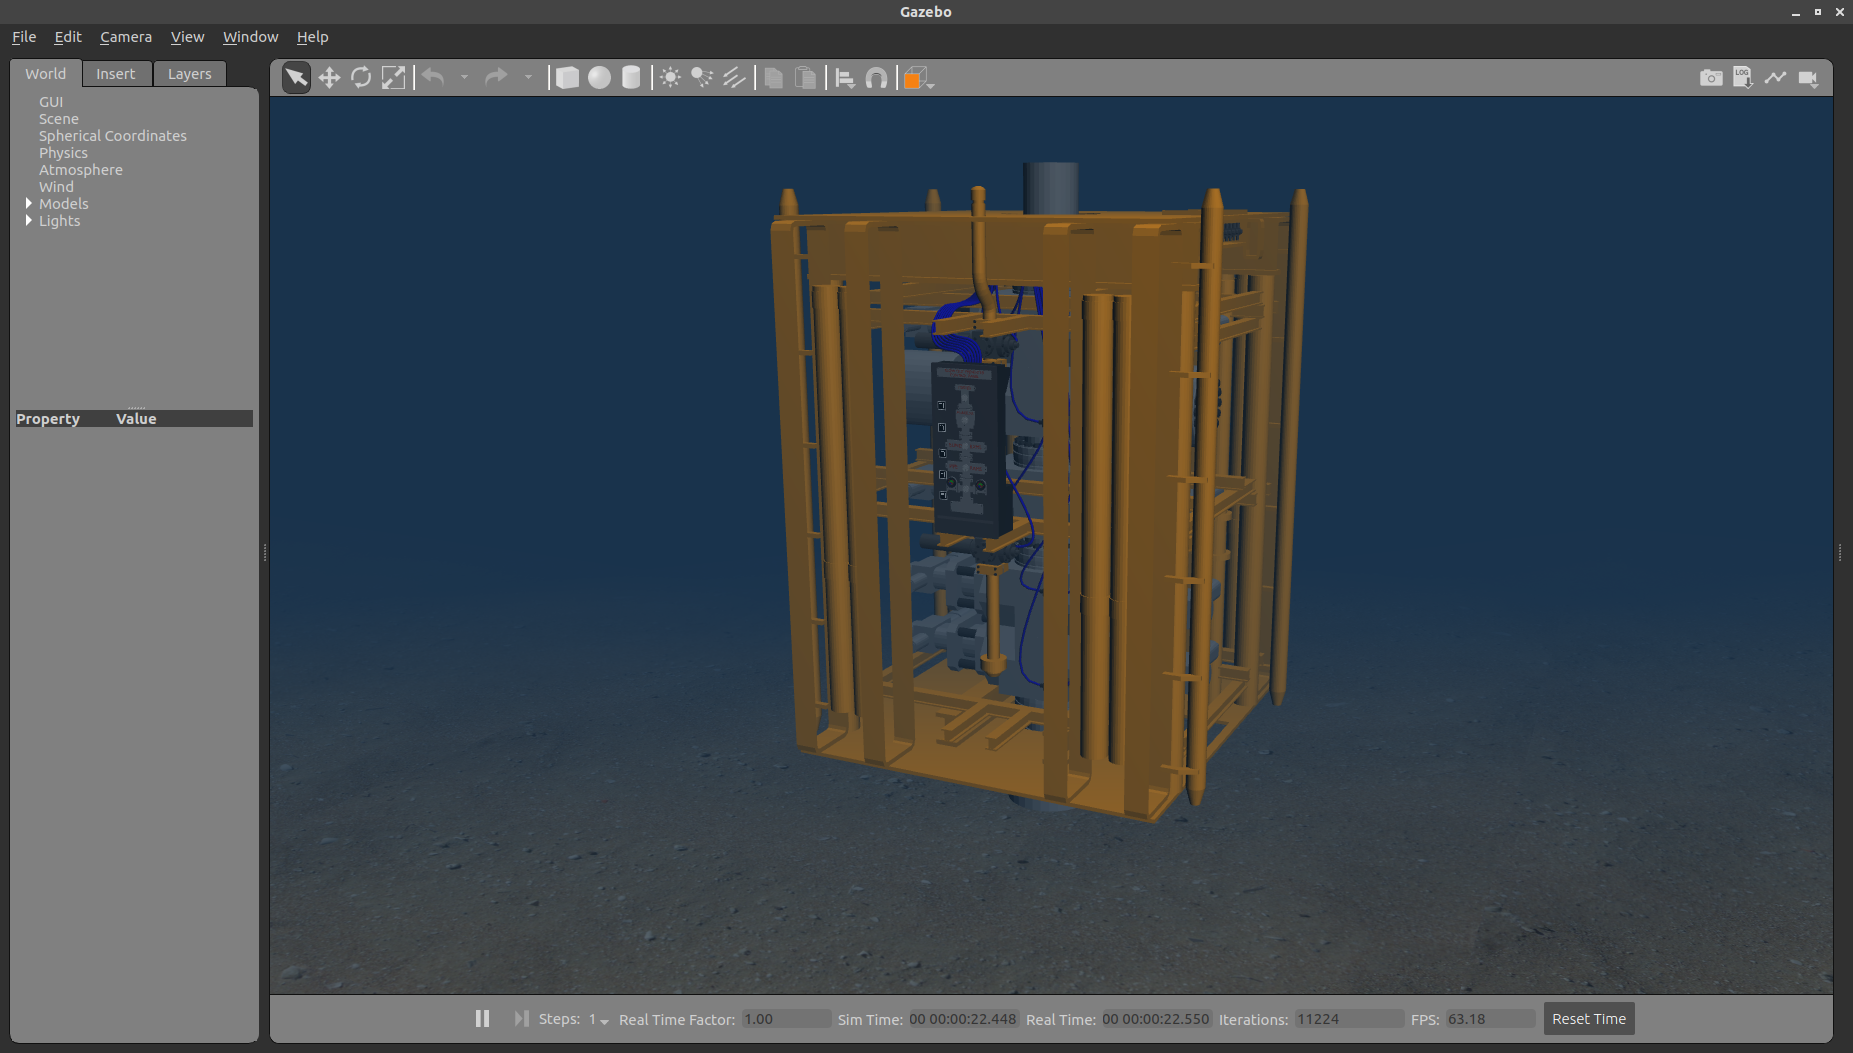 Gazebo
File Edit Camera View Window Help
World Insert Layers
LOG
GUI
Scene
Spherical Coordinates
Physics
Atmosphere
Wind
Models
Lights
Property Value
Steps: 1 Real Time Factor: 1.00 Sim Time: 00 00:00:22.448 Real Time: 00 00:00:22.550 Iterations: 11224 FPS: 63.18 Reset Time